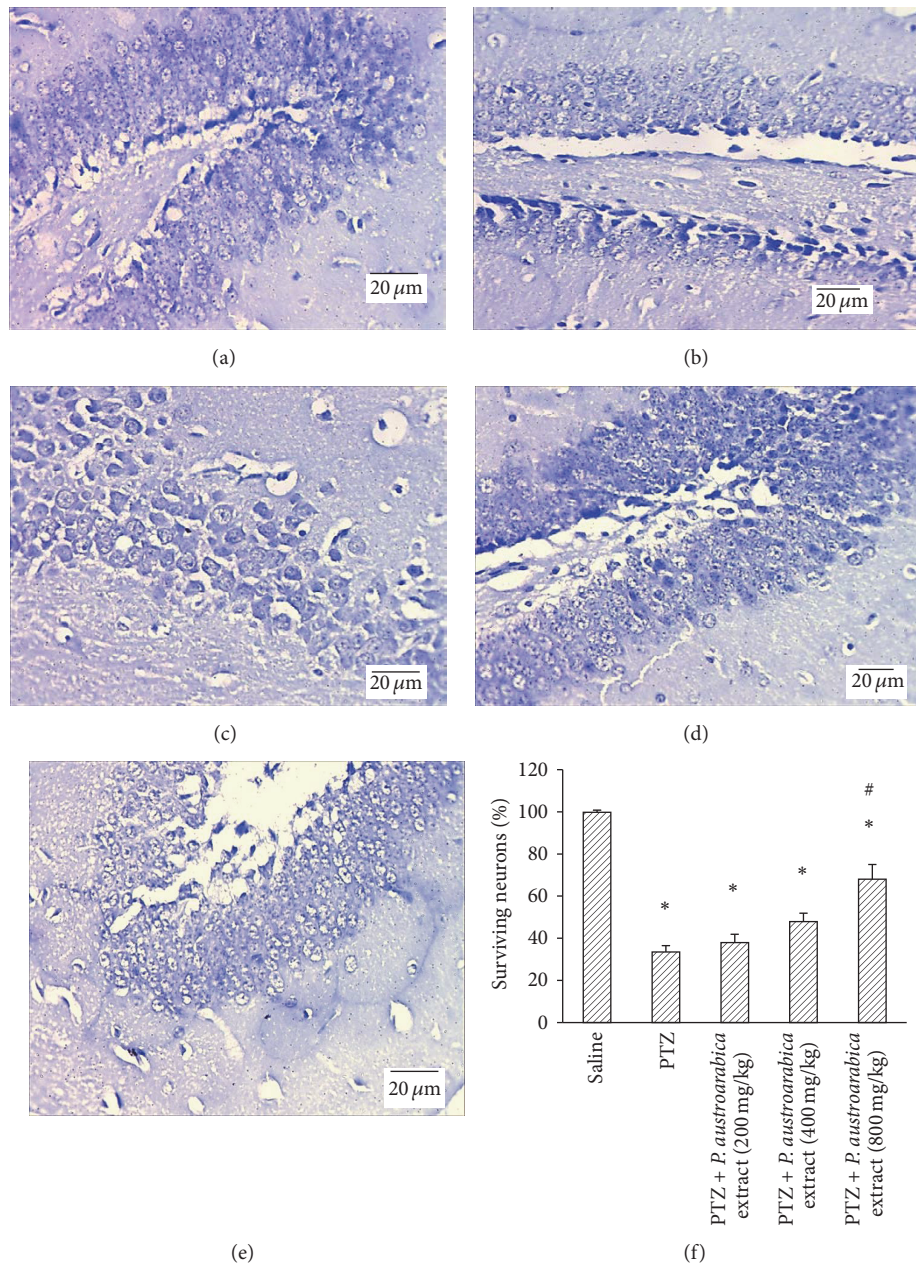 20 µm
20 µm
(a)
(b)
20 µm
20 µm
(c)
(d)
20 µm
(e)
120
100
80
60
40
20
0
Surviving neurons (%)
*
*
*
#
*
Saline
PTZ
PTZ + P. austroarabica
extract (200 mg/kg)
PTZ + P. austroarabica
extract (400 mg/kg)
PTZ + P. austroarabica
extract (800 mg/kg)
(f)